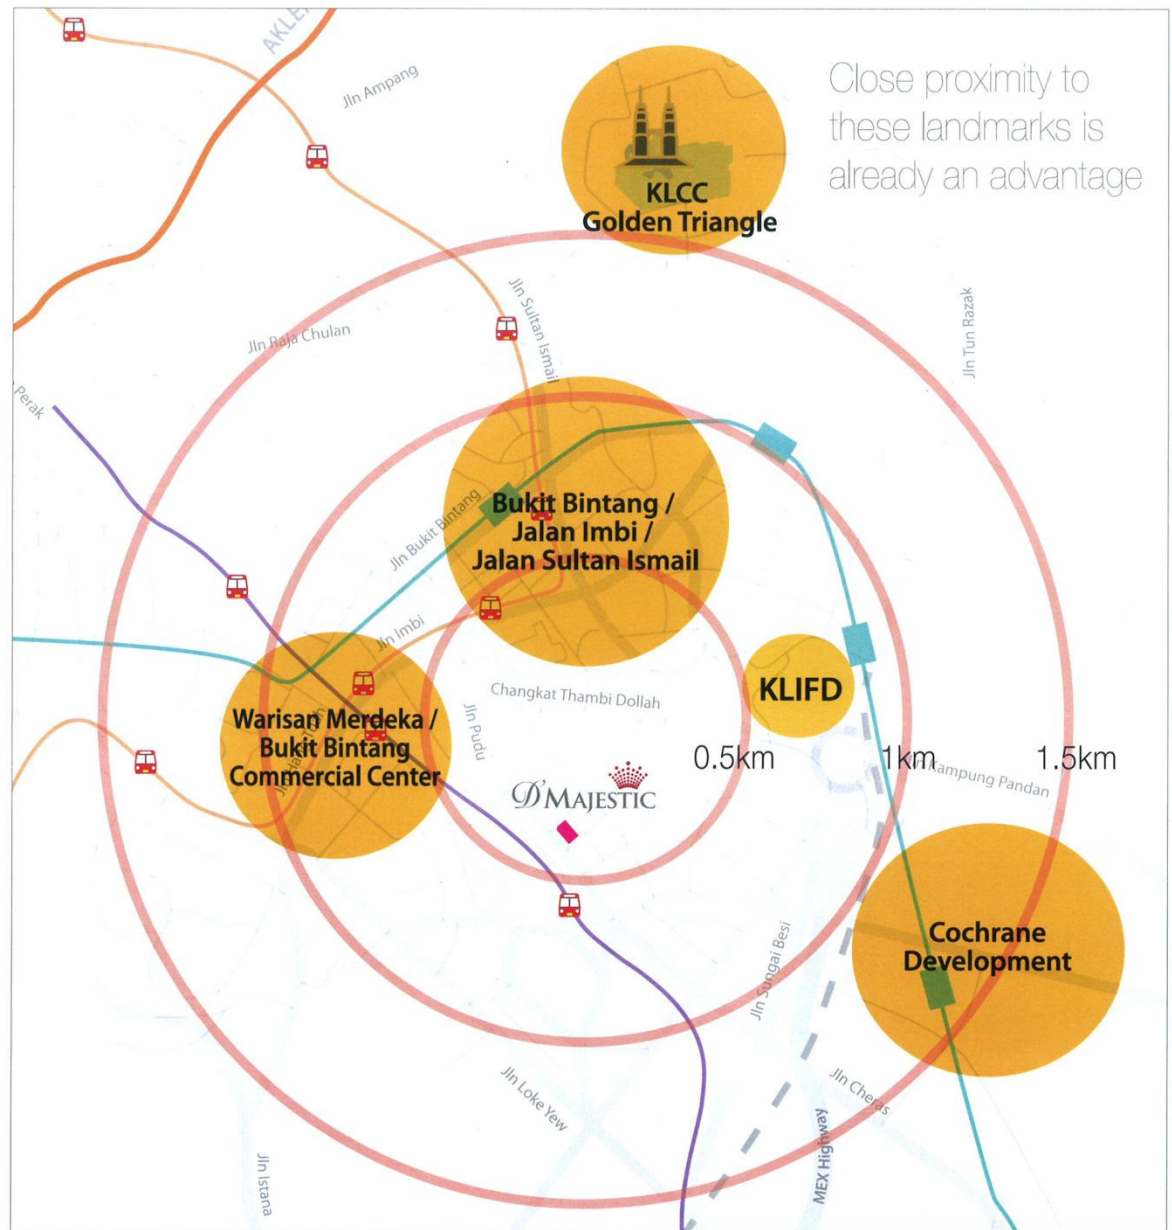 AKLE
Jln Ampang
Close proximity to
these landmarks is
already an advantage
KLCC
Golden Triangle
Jln Sultan Ismail
Jln Raja Chulan
Jln Tun Razak
Perak
Bukit Bintang /
Jalan Imbi /
Jalan Sultan Ismail
Jln Bukit Bintang
Jln Imbi
Changkat Thambi Dollah
KLIFD
Jln Pudu
Warisan Merdeka /
Bukit Bintang
Commercial Center
0.5km
1km
1.5km
Kampung Pandan
D'MAJESTIC
Cochrane
Development
Jln Sungai Besi
Jln Loke Yew
Jln Cheras
MEX Highway
Jln Istana